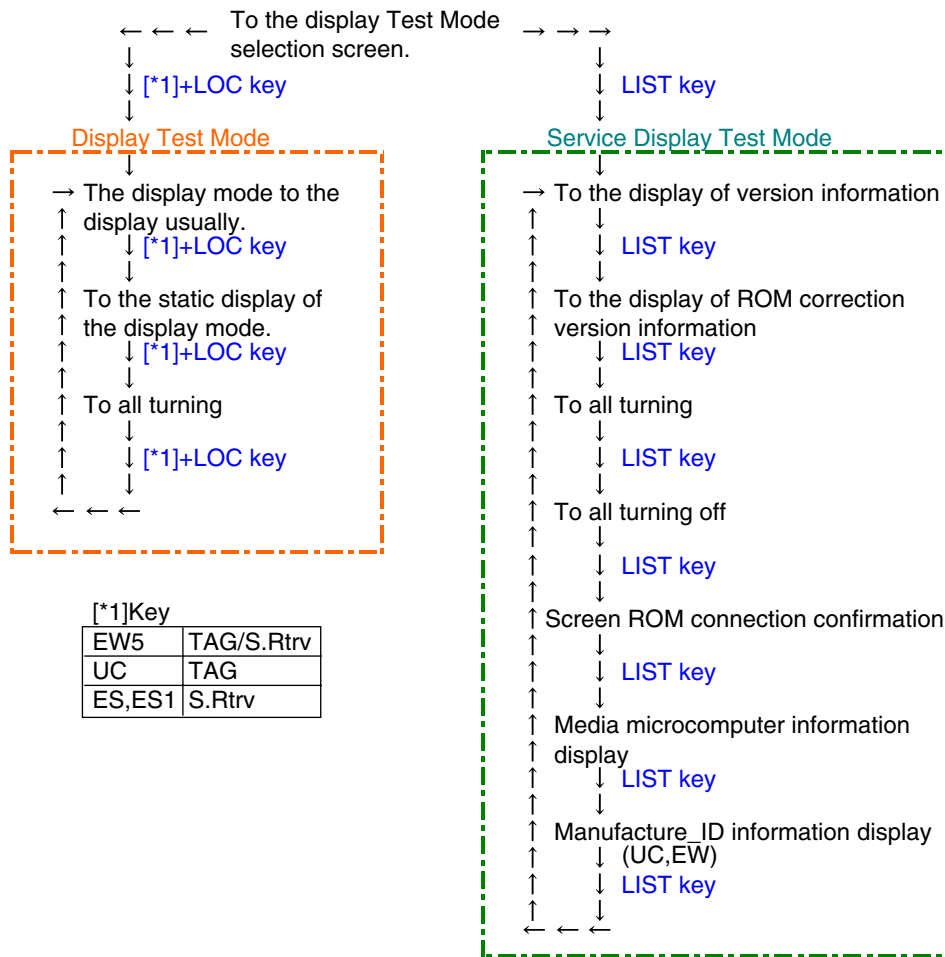 To the display Test Mode
selection screen.
← ← ←
→ → →
[*1]+LOC key
LIST key
Display Test Mode
→ The display mode to the
display usually.
[*1]+LOC key
To the static display of
the display mode.
[*1]+LOC key
To all turning
[*1]+LOC key
← ← ←
[*1]Key
EW5 TAG/S.Rtrv
UC TAG
ES,ES1 S.Rtrv
Service Display Test Mode
→ To the display of version information
LIST key
To the display of ROM correction
version information
LIST key
To all turning
LIST key
To all turning off
LIST key
Screen ROM connection confirmation
LIST key
Media microcomputer information
display
LIST key
Manufacture_ID information display
(UC,EW)
LIST key
← ← ←